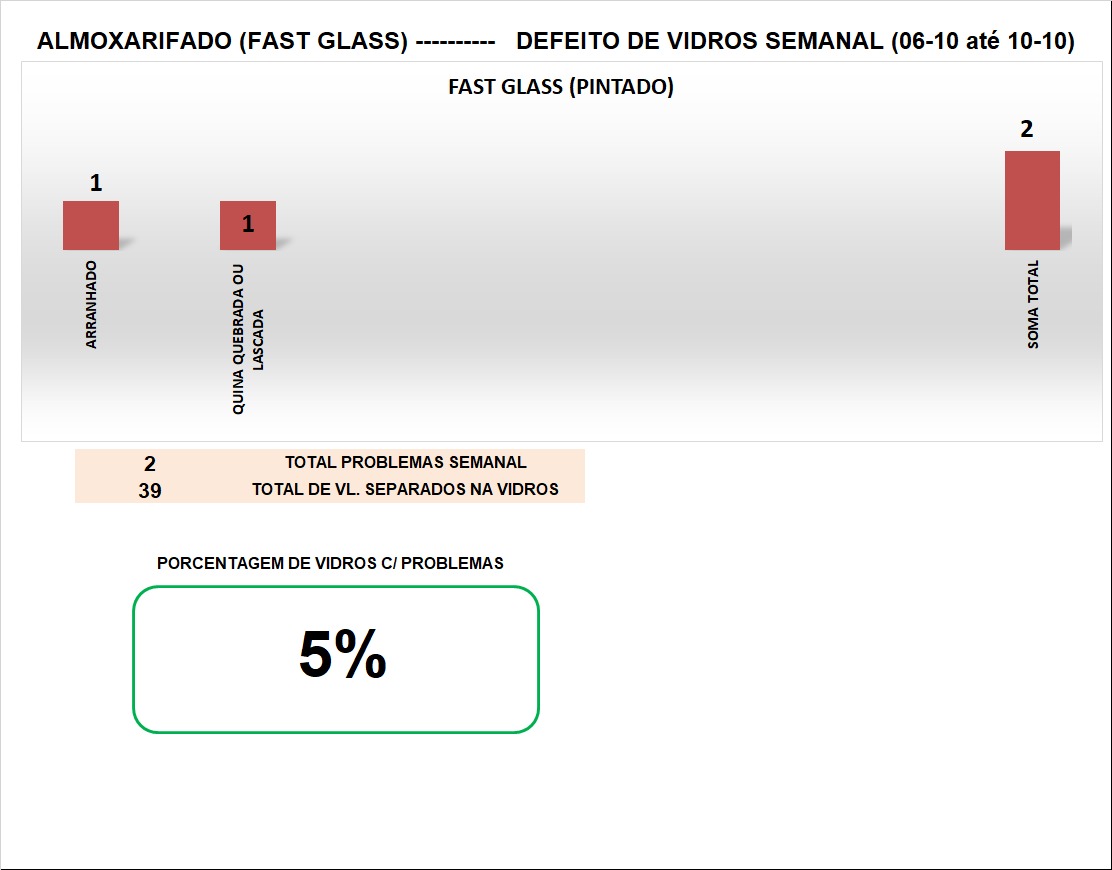 ALMOXARIFADO (FAST GLASS) ---------- DEFEITO DE VIDROS SEMANAL (06-10 até 10-10)
FAST GLASS (PINTADO)
1
1
2
ARRANHADO
QUINA QUEBRADA OU
LASCADA
SOMA TOTAL
2 TOTAL PROBLEMAS SEMANAL
39 TOTAL DE VL. SEPARADOS NA VIDROS
PORCENTAGEM DE VIDROS C/ PROBLEMAS
5%